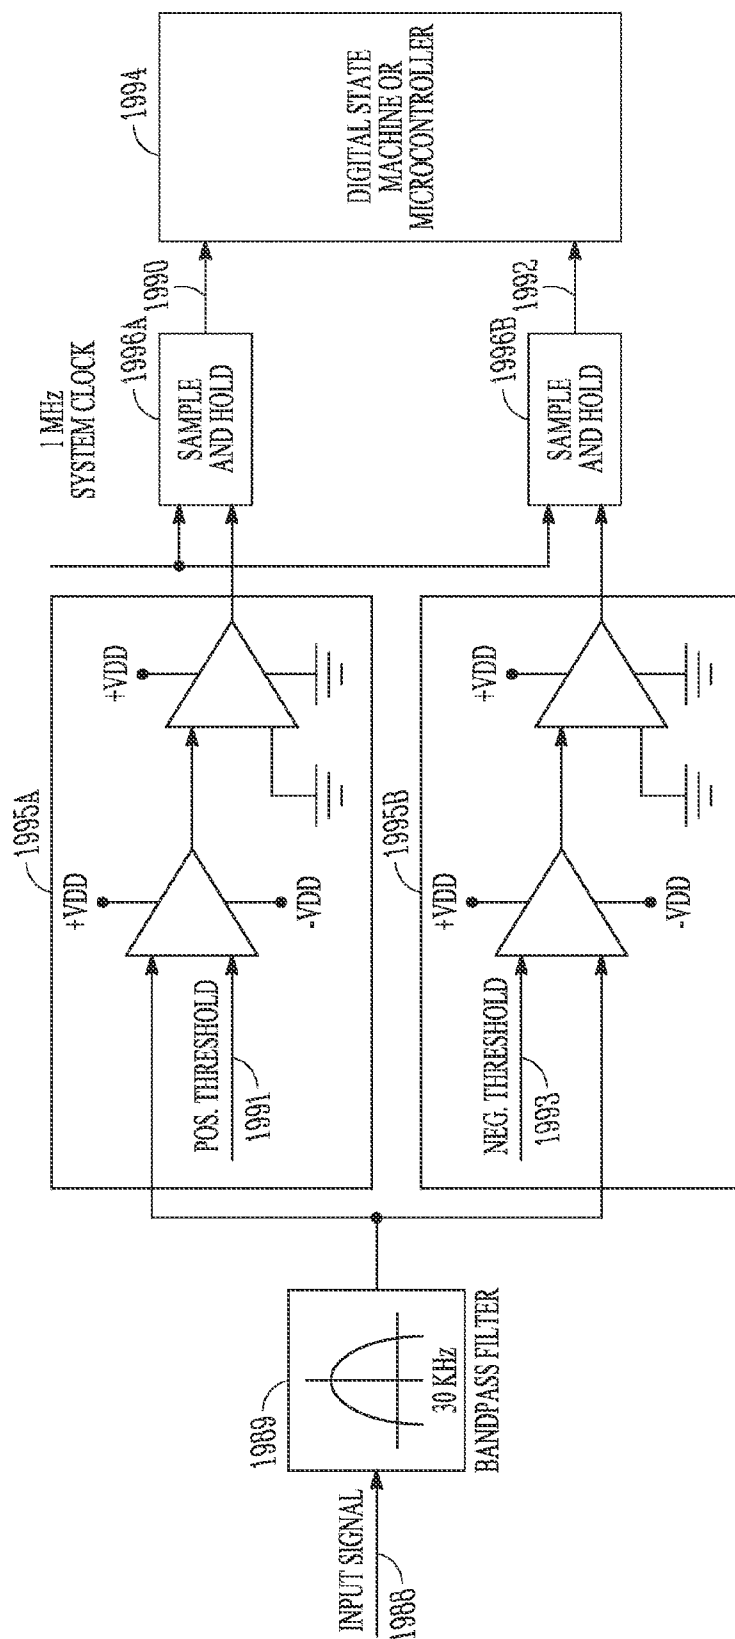 INPUT SIGNAL
1988
1989
30 KHz
BANDPASS FILTER
1995A
+VDD
-VDD
POS. THRESHOLD
1991
+VDD
1995B
+VDD
-VDD
NEG. THRESHOLD
1993
+VDD
1 MHz
SYSTEM CLOCK
1996A
SAMPLE
AND HOLD
1990
1996B
SAMPLE
AND HOLD
1992
1994
DIGITAL STATE
MACHINE OR
MICROCONTROLLER